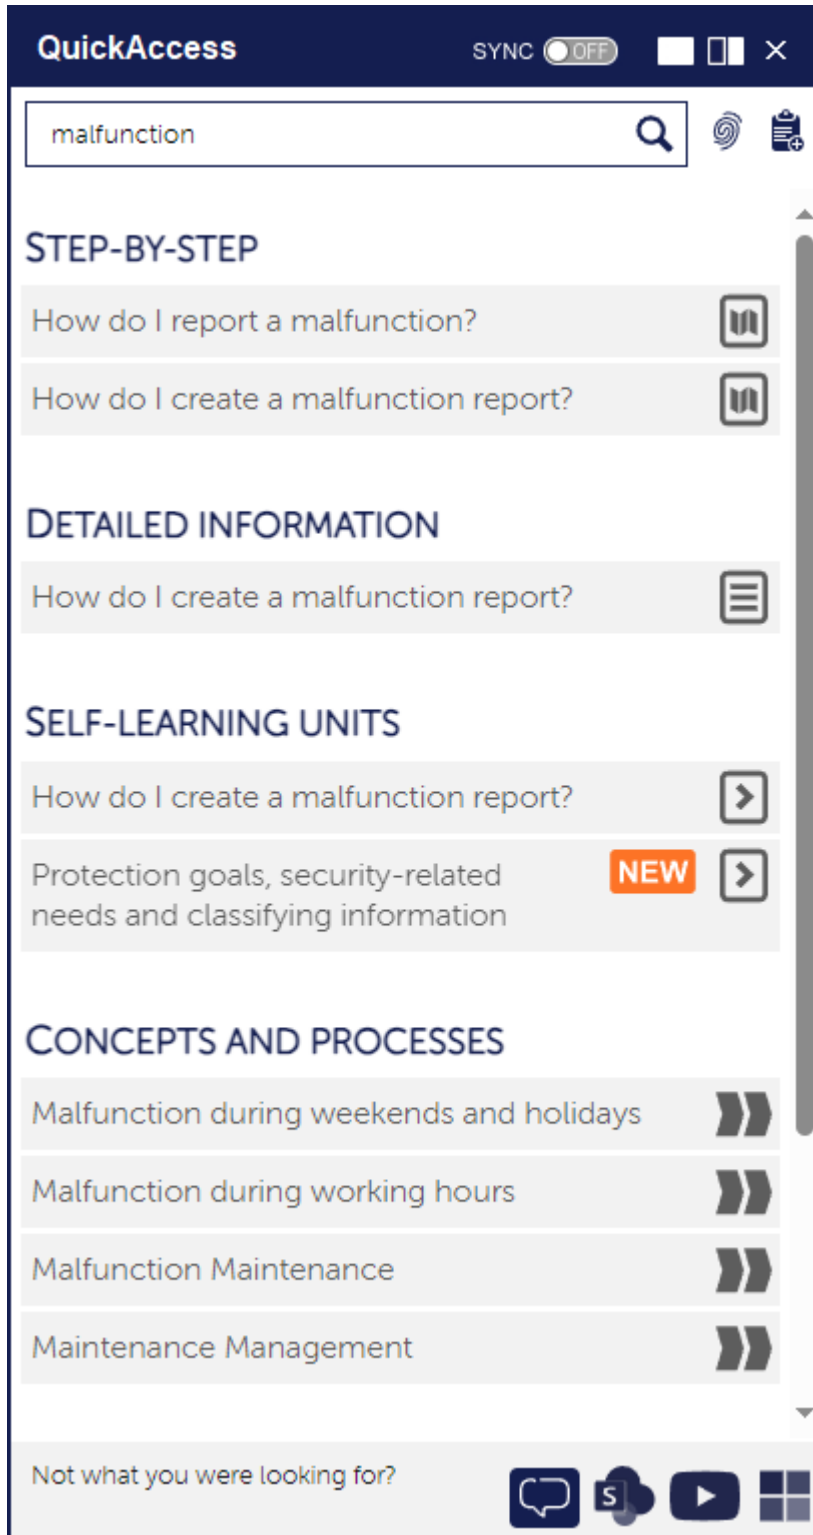 QuickAccess
SYNC OFF
malfunction
STEP-BY-STEP
How do I report a malfunction?
How do I create a malfunction report?
DETAILED INFORMATION
How do I create a malfunction report?
SELF-LEARNING UNITS
How do I create a malfunction report?
Protection goals, security-related
needs and classifying information
NEW
CONCEPTS AND PROCESSES
Malfunction during weekends and holidays
Malfunction during working hours
Malfunction Maintenance
Maintenance Management
Not what you were looking for?
S